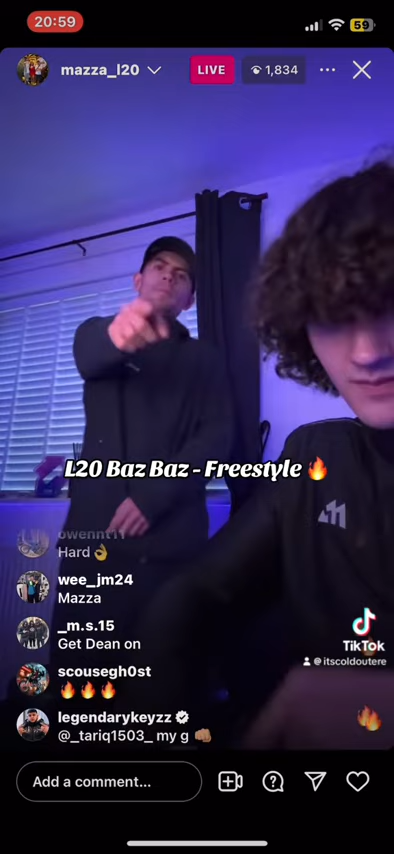 20:59
59
mazza_l20
LIVE
1,834
L20 Baz Baz - Freestyle 🔥
owennt11
Hard 👌
wee_jm24
Mazza
_m.s.15
Get Dean on
scousegh0st
🔥🔥🔥
legendarykeyzz
@_tariq1503_ my g 👊🏽
TikTok
@itscoldoutere
Add a comment...